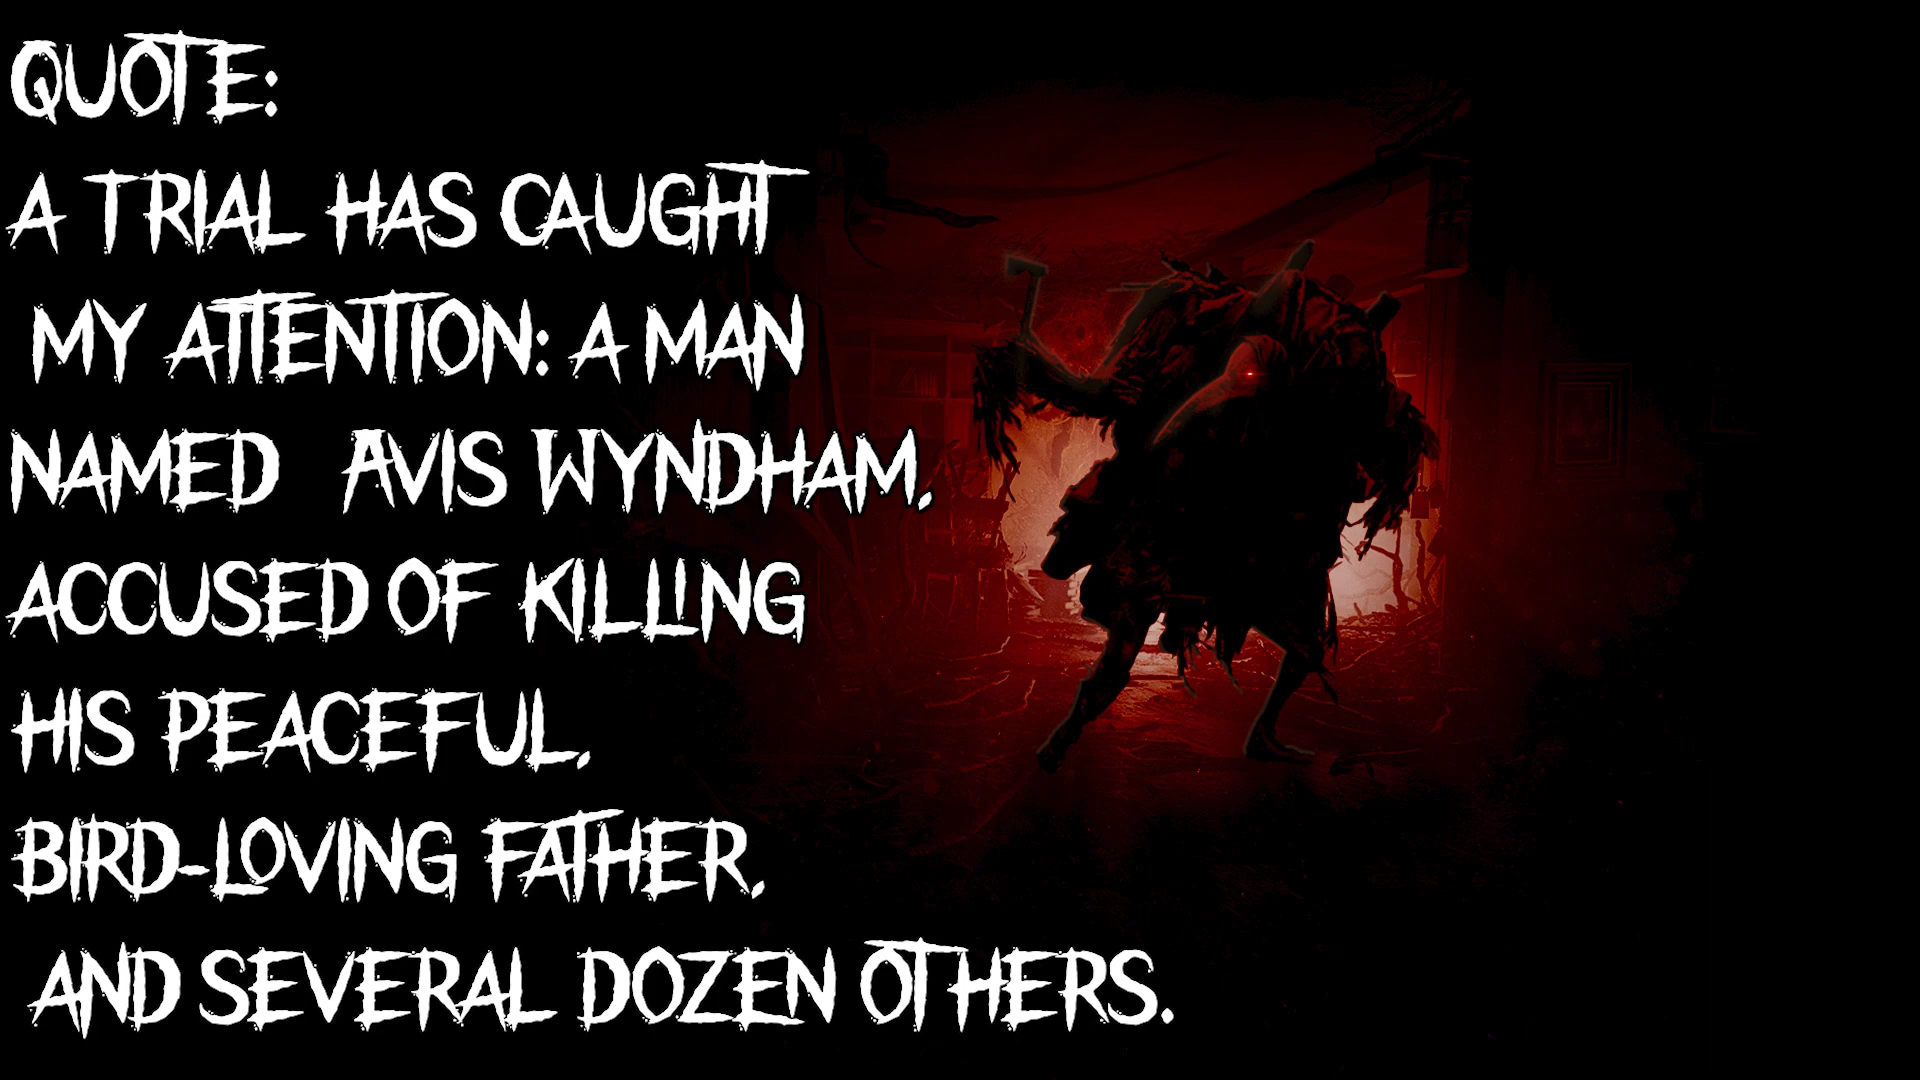 QUOTE:
A TRIAL HAS CAUGHT
MY ATTENTION: A MAN
NAMED AVIS WYNDHAM,
ACCUSED OF KILLING
HIS PEACEFUL,
BIRD-LOVING FATHER,
AND SEVERAL DOZEN OTHERS.